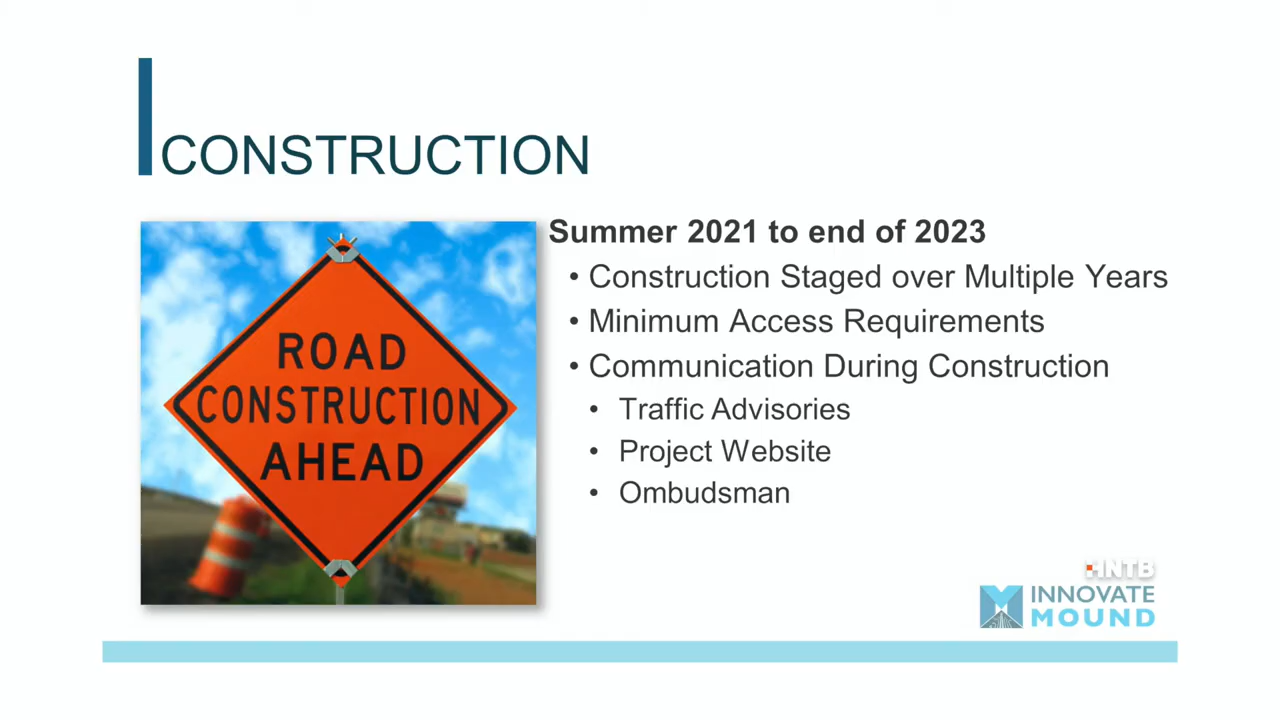 CONSTRUCTION
ROAD
CONSTRUCTION
AHEAD
Summer 2021 to end of 2023
• Construction Staged over Multiple Years
• Minimum Access Requirements
• Communication During Construction
• Traffic Advisories
• Project Website
• Ombudsman
HNTB
INNOVATE
MOUND